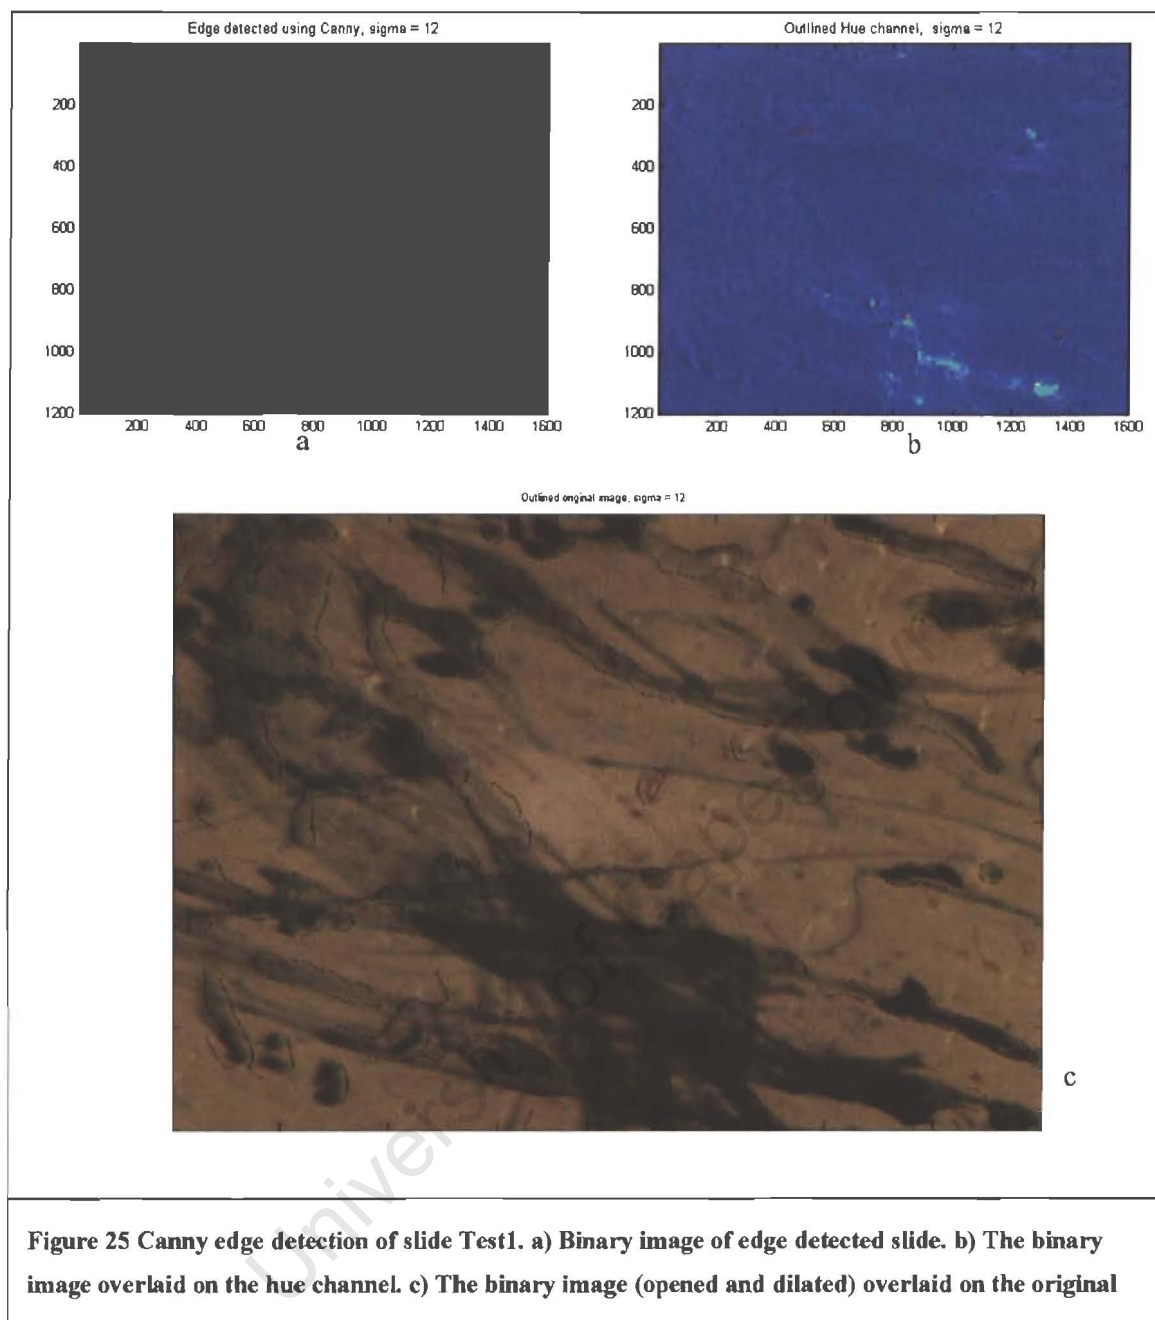 Edge detected using Canny, sigma = 12
200
400
600
800
1000
1200
200 400 600 800 1000 1200 1400 1600
a
Outlined Hue channel, sigma = 12
200
400
600
800
1000
1200
200 400 600 800 1000 1200 1400 1600
b
Outlined original image, sigma = 12
c
University of Cape Town
Figure 25 Canny edge detection of slide Test1. a) Binary image of edge detected slide. b) The binary
image overlaid on the hue channel. c) The binary image (opened and dilated) overlaid on the original